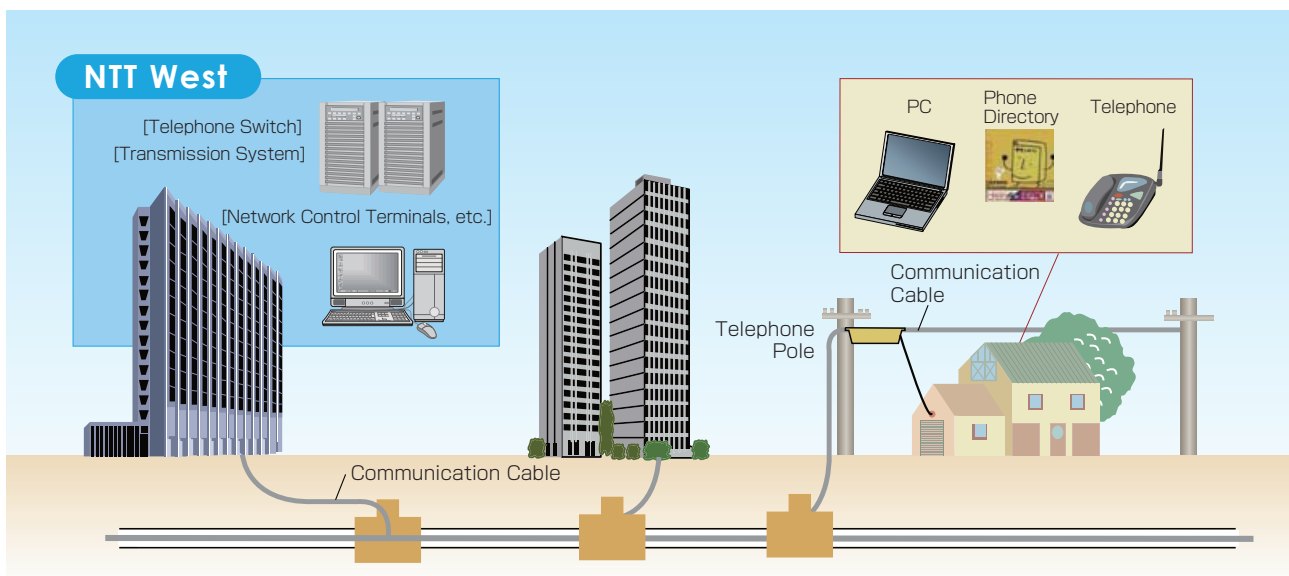 NTT West
[Telephone Switch]
[Transmission System]
[Network Control Terminals, etc.]
PC
Phone
Directory
Telephone
Communication
Cable
Telephone
Pole
Communication Cable